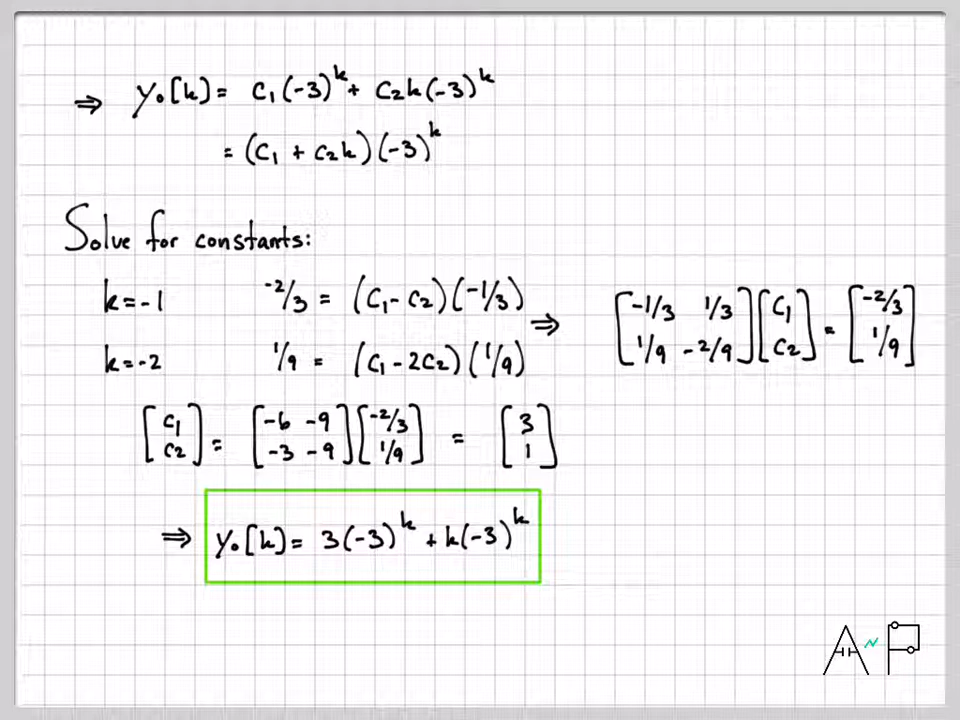 ⇒ y₀[k] = c₁(-3)^k + c₂k(-3)^k
= (c₁ + c₂k)(-3)^k
Solve for constants:
k=-1 -2/3 = (c₁ - c₂)(-1/3)
k=-2 1/9 = (c₁ - 2c₂)(1/9)
⇒ [-1/3 1/3; 1/9 -2/9][c₁; c₂] = [-2/3; 1/9]
[c₁; c₂] = [-6 -9; -3 -9][-2/3; 1/9] = [3; 1]
⇒ y₀[k] = 3(-3)^k + k(-3)^k